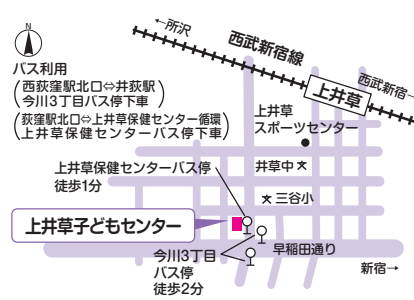 ←所沢
西武新宿線
上井草
西武新宿→
バス利用
(西荻窪駅北口⇔井荻駅
今川3丁目バス停下車)
(荻窪駅北口⇔上井草保健センター循環
上井草保健センターバス停下車)
上井草
スポーツセンター
井草中
三谷小
上井草保健センターバス停
徒歩1分
上井草子どもセンター
今川3丁目
バス停
徒歩2分
早稲田通り
新宿→